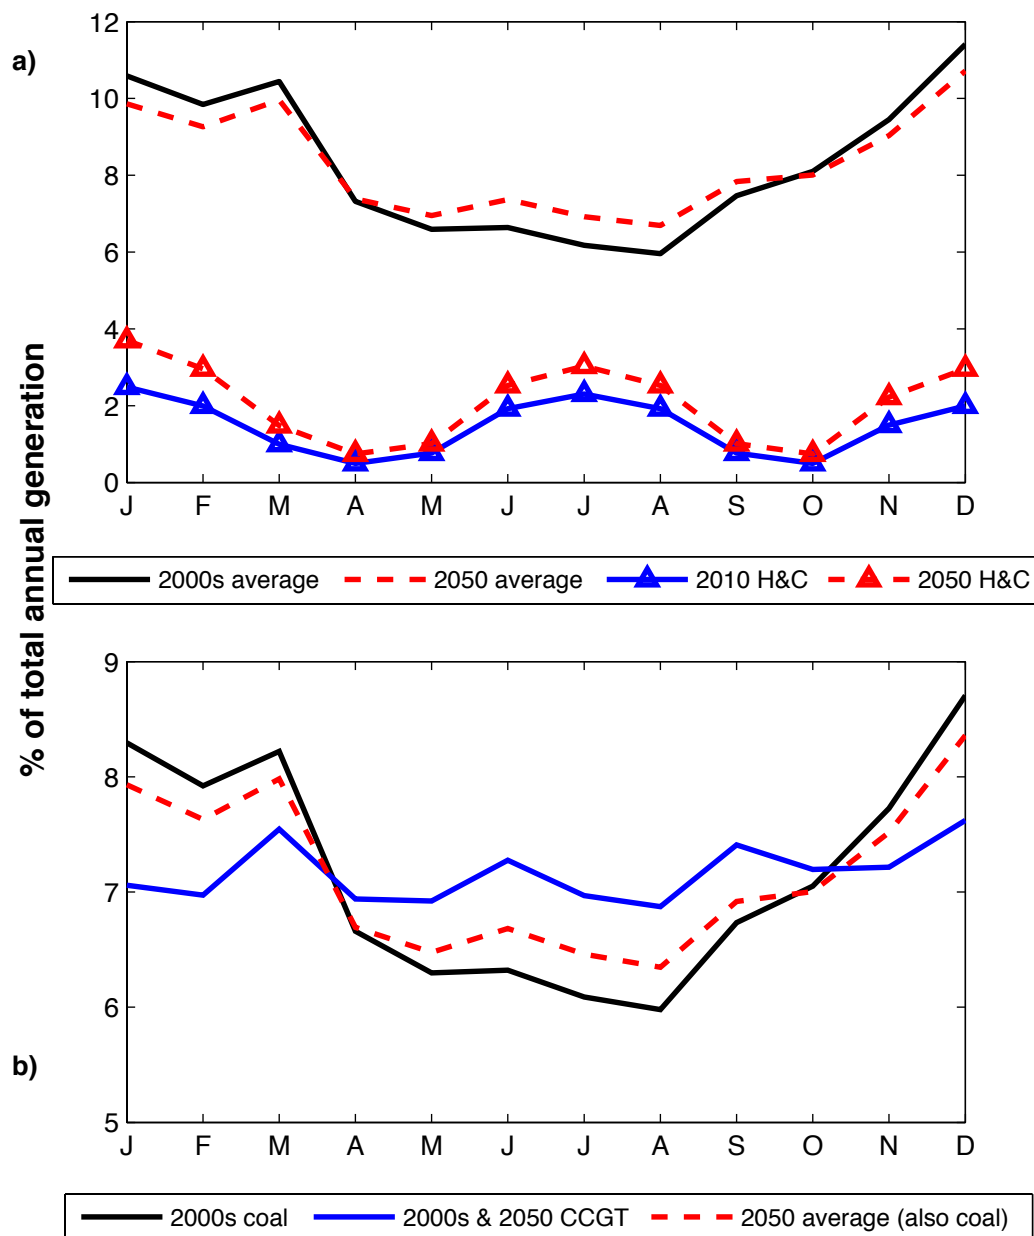 a)
12
10
8
6
4
2
0
J F M A M J J A S O N D
% of total annual generation
2000s average 2050 average 2010 H&C 2050 H&C
9
8
7
6
5
b)
J F M A M J J A S O N D
2000s coal 2000s & 2050 CCGT 2050 average (also coal)